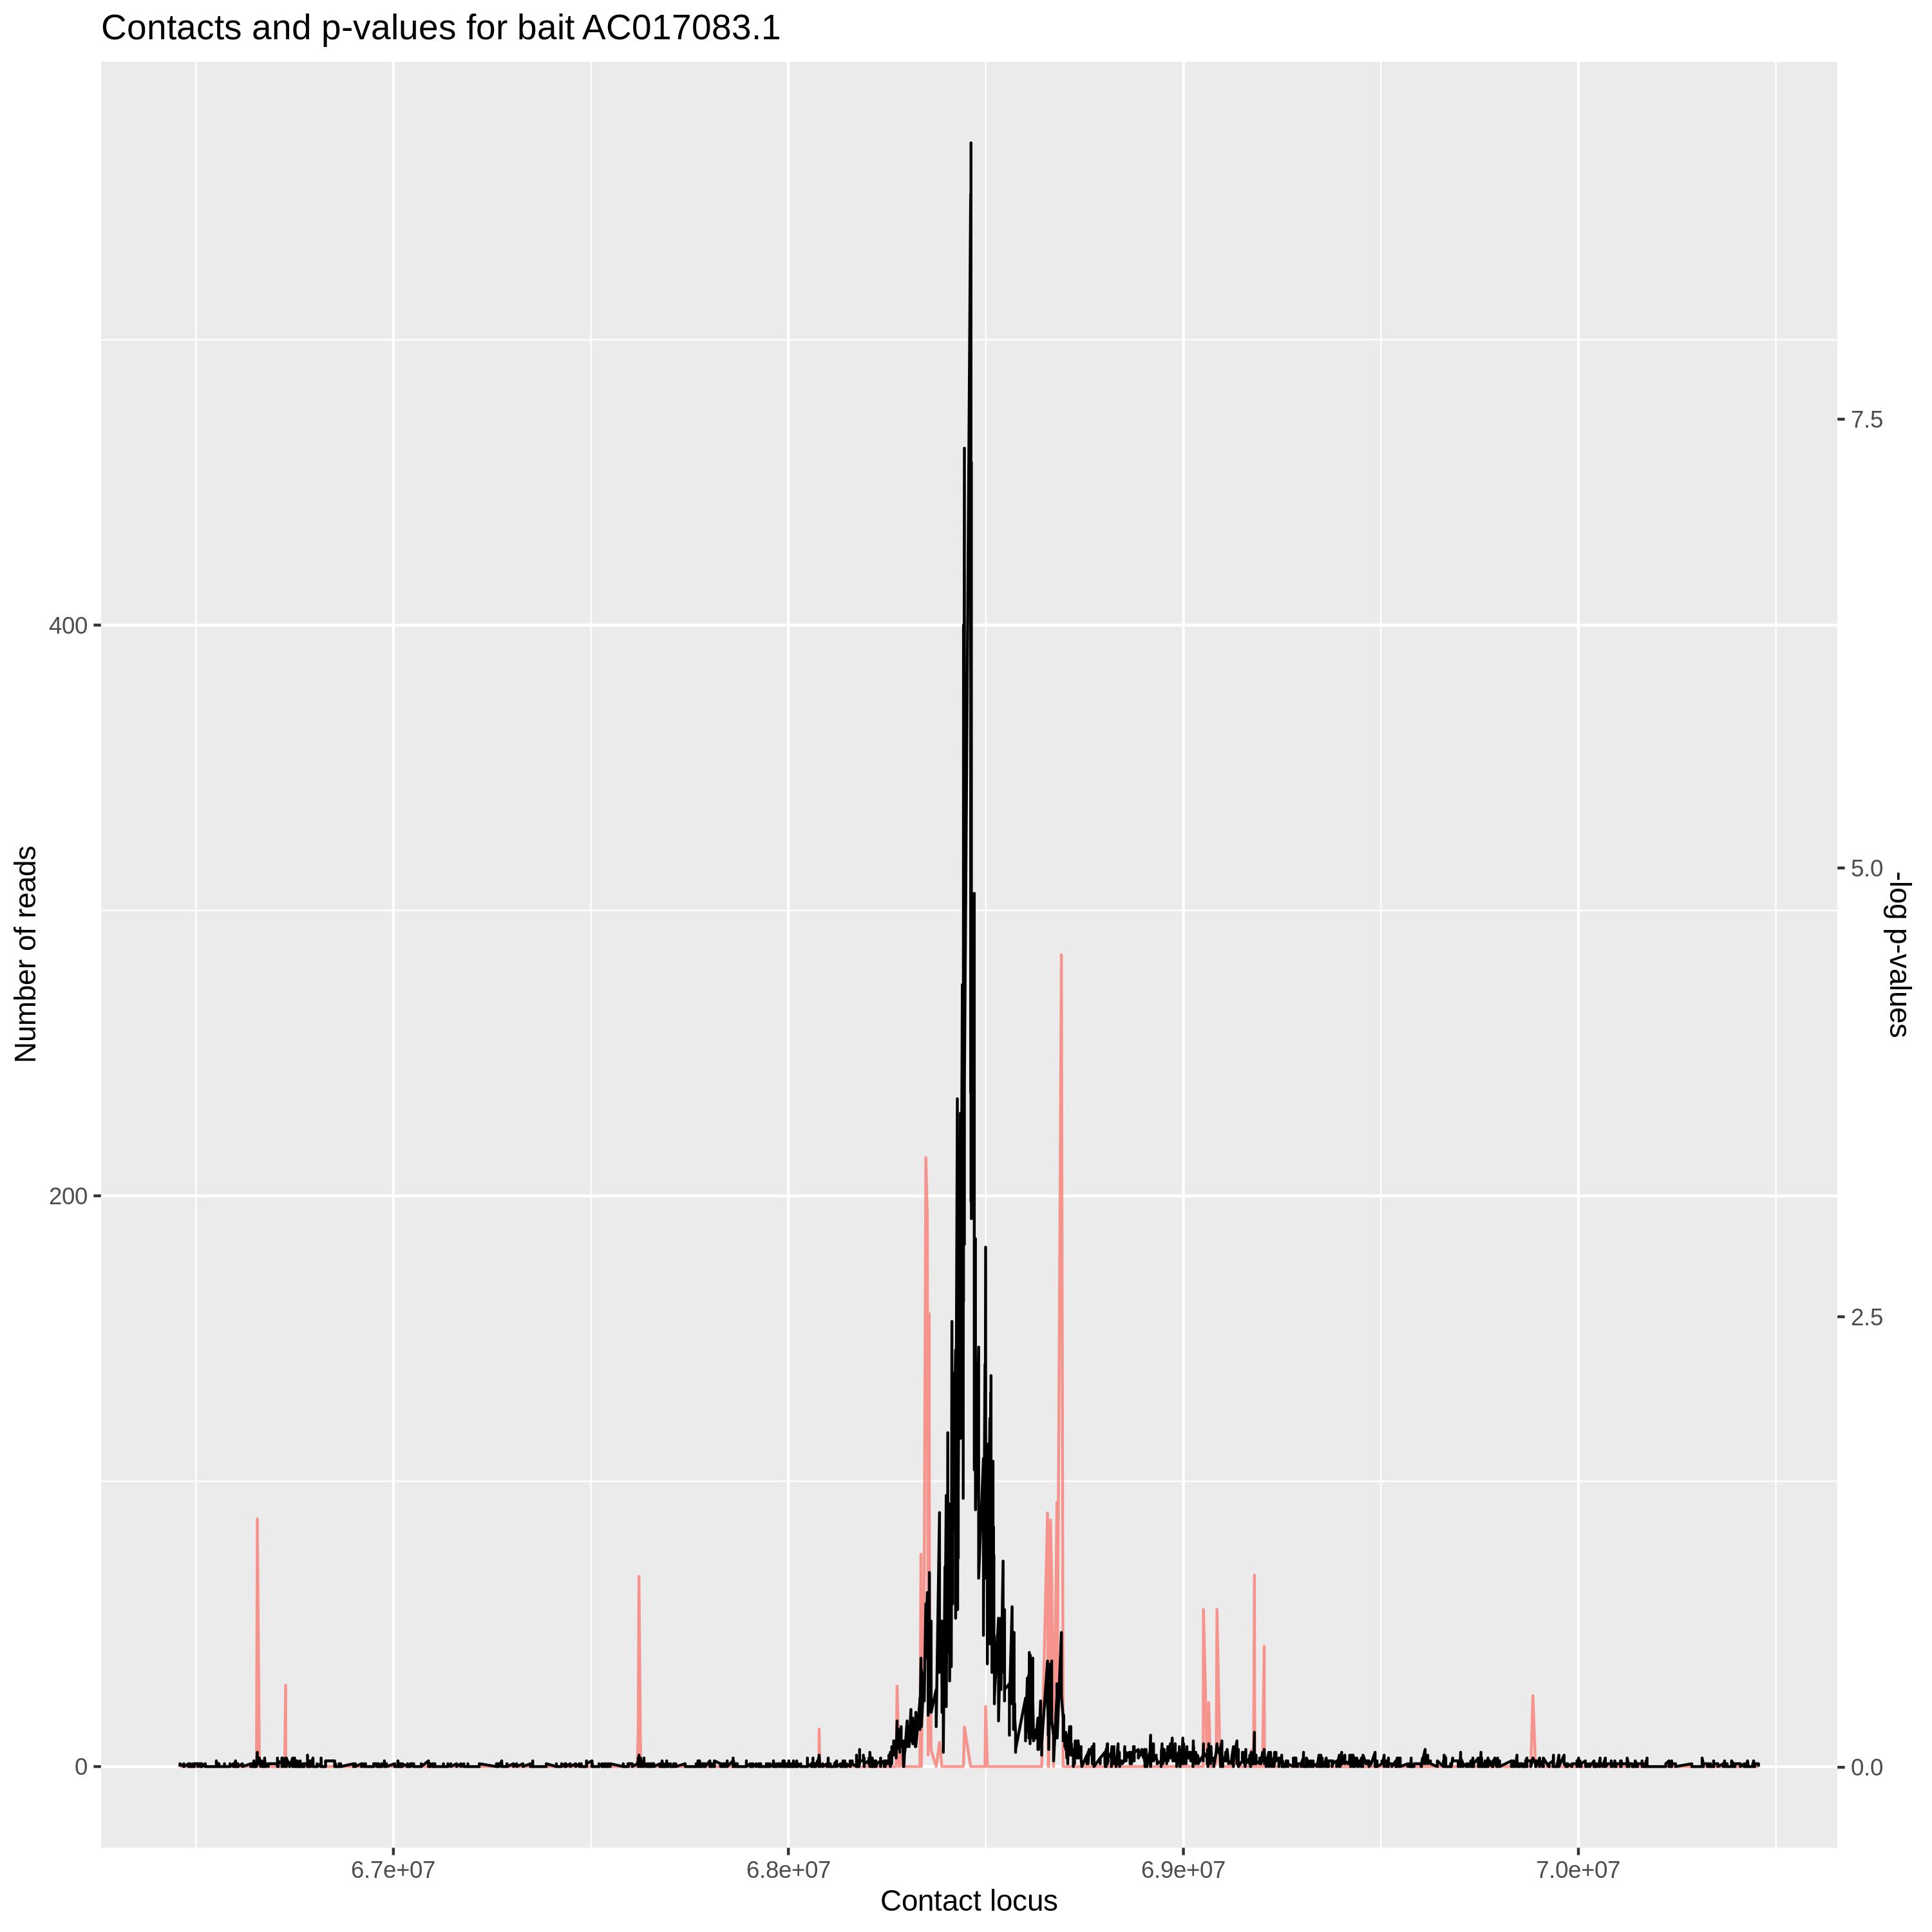 Contacts and p-values for bait AC017083.1
Number of reads
400
200
0
7.5
5.0
2.5
0.0
-log p-values
6.7e+07 6.8e+07 6.9e+07 7.0e+07
Contact locus